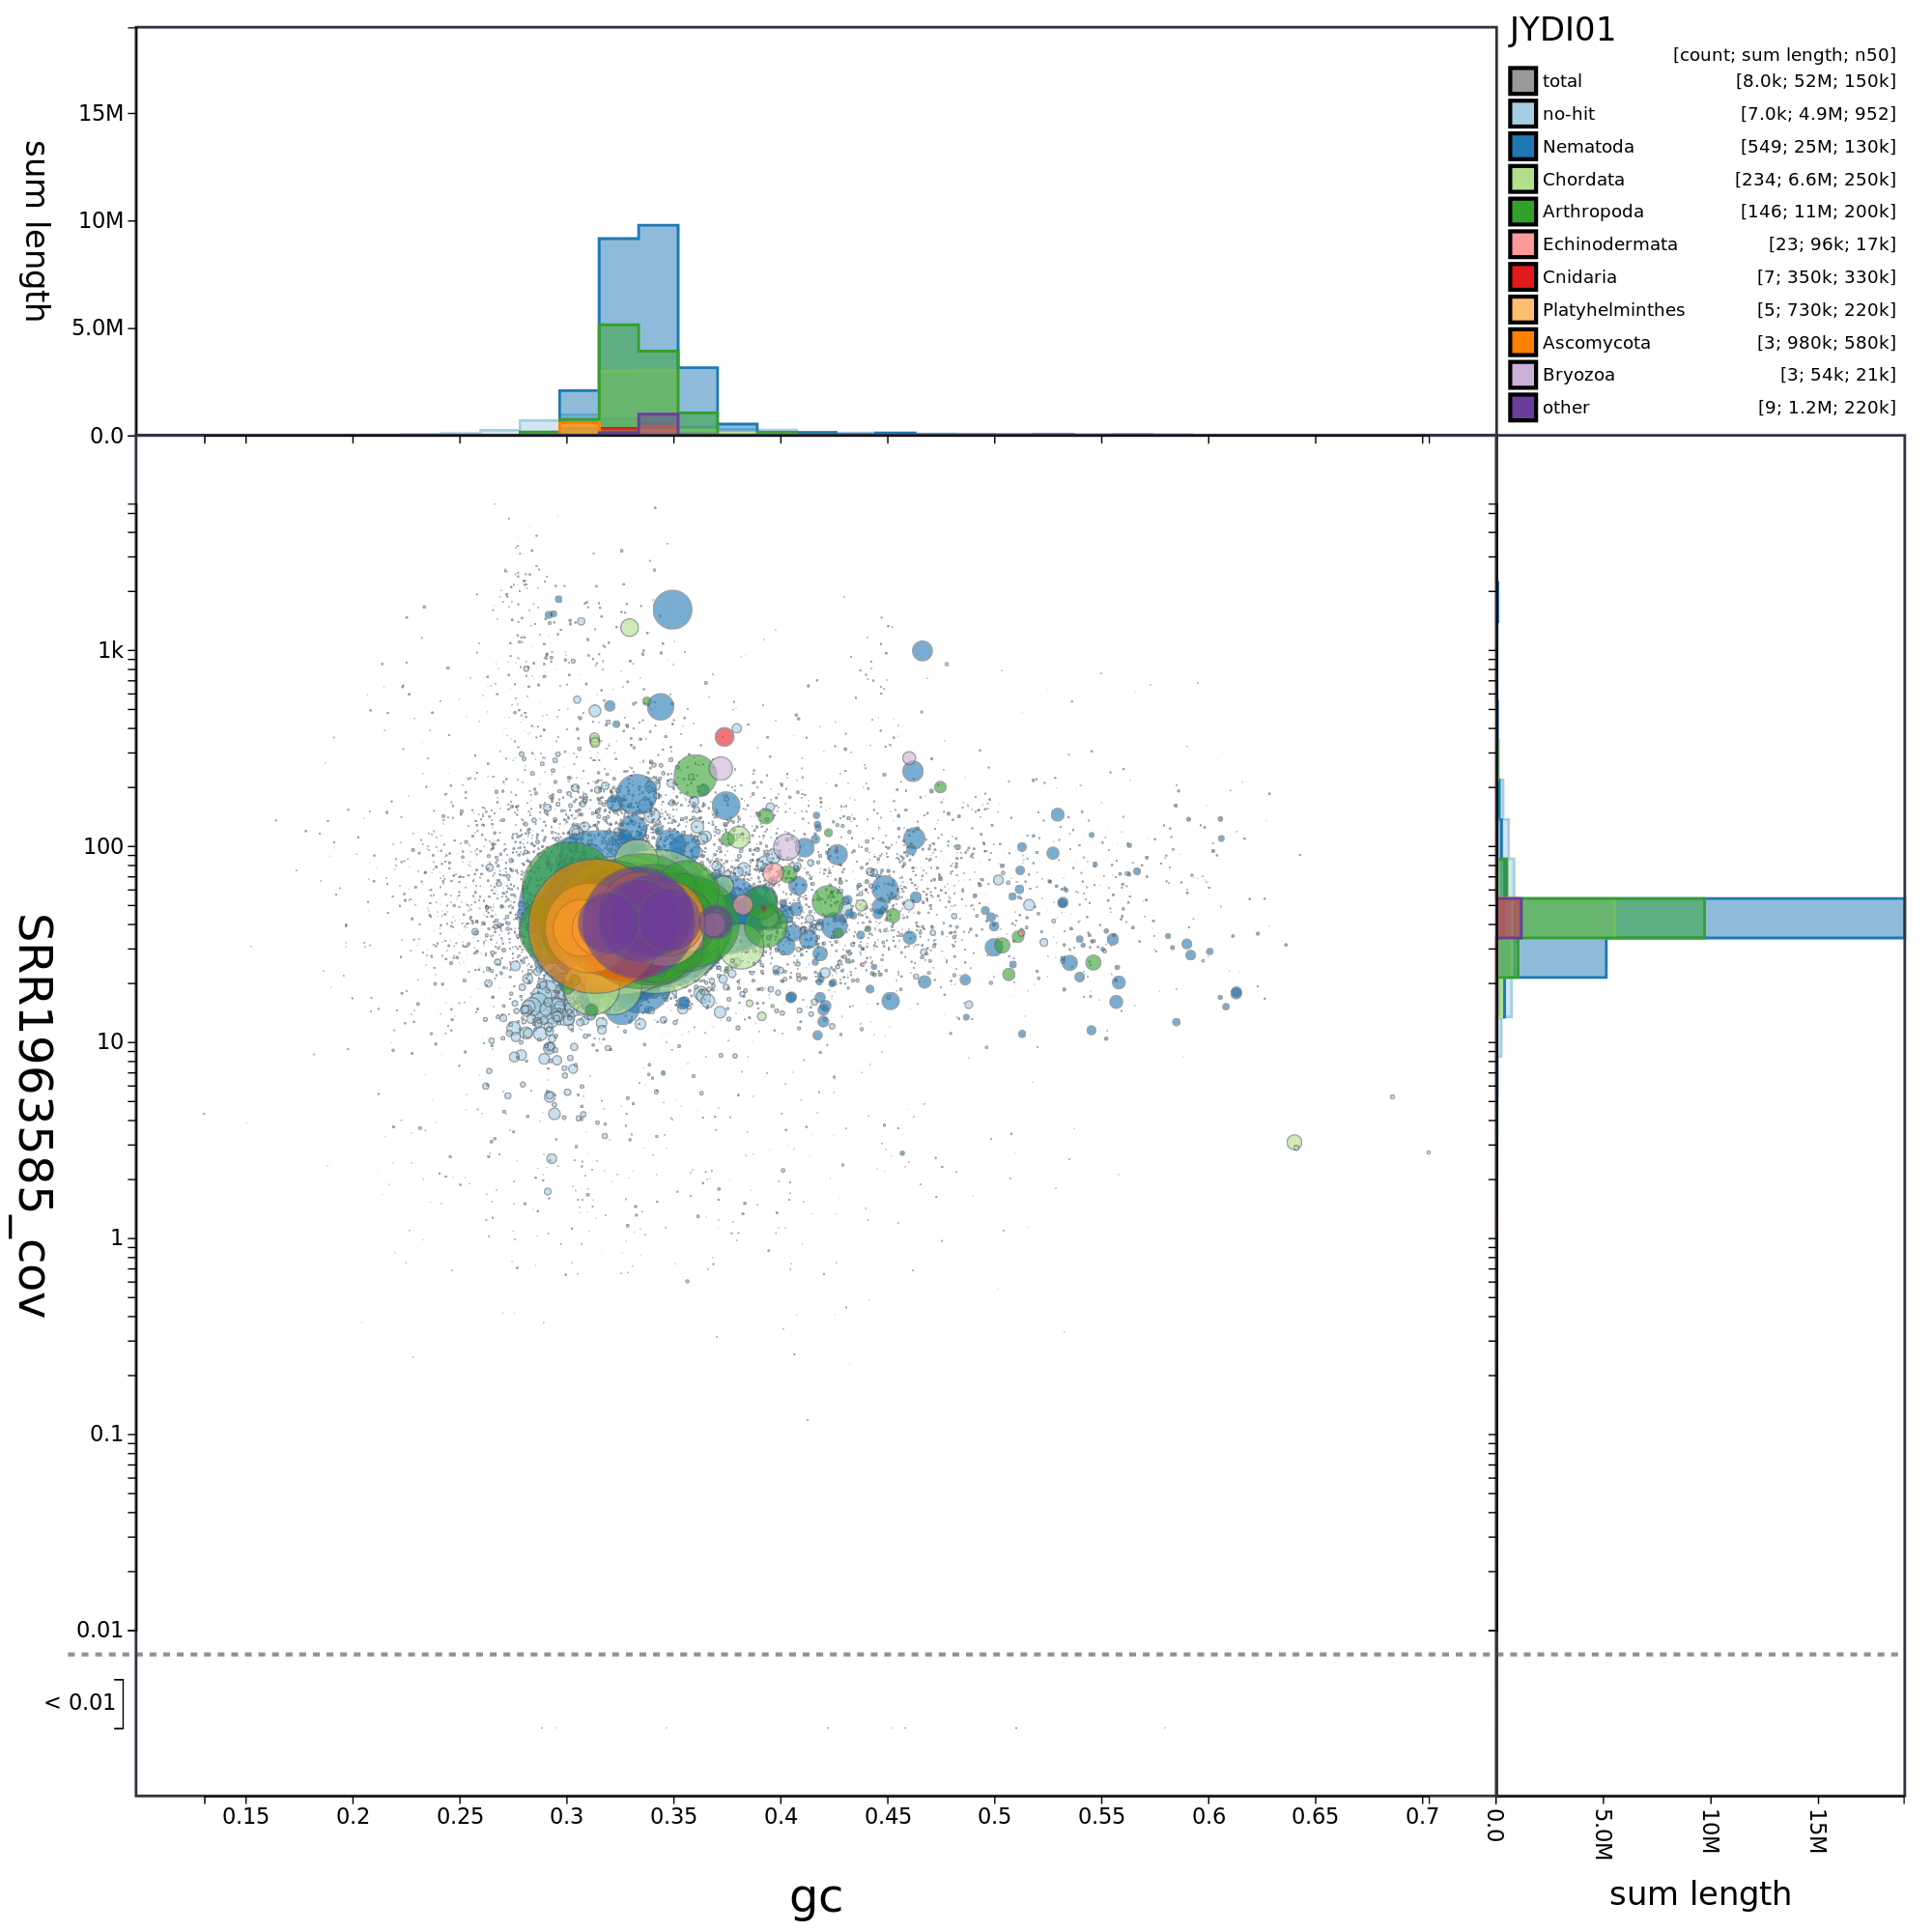 JYDI01
[count; sum length; n50]
total [8.0k; 52M; 150k]
no-hit [7.0k; 4.9M; 952]
Nematoda [549; 25M; 130k]
Chordata [234; 6.6M; 250k]
Arthropoda [146; 11M; 200k]
Echinodermata [23; 96k; 17k]
Cnidaria [7; 350k; 330k]
Platyhelminthes [5; 730k; 220k]
Ascomycota [3; 980k; 580k]
Bryozoa [3; 54k; 21k]
other [9; 1.2M; 220k]
sum length
15M
10M
5.0M
0.0
SRR1963585_cov
1k
100
10
1
0.1
0.01
< 0.01
0.15 0.2 0.25 0.3 0.35 0.4 0.45 0.5 0.55 0.6 0.65 0.7
gc
0.0 5.0M 10M 15M
sum length